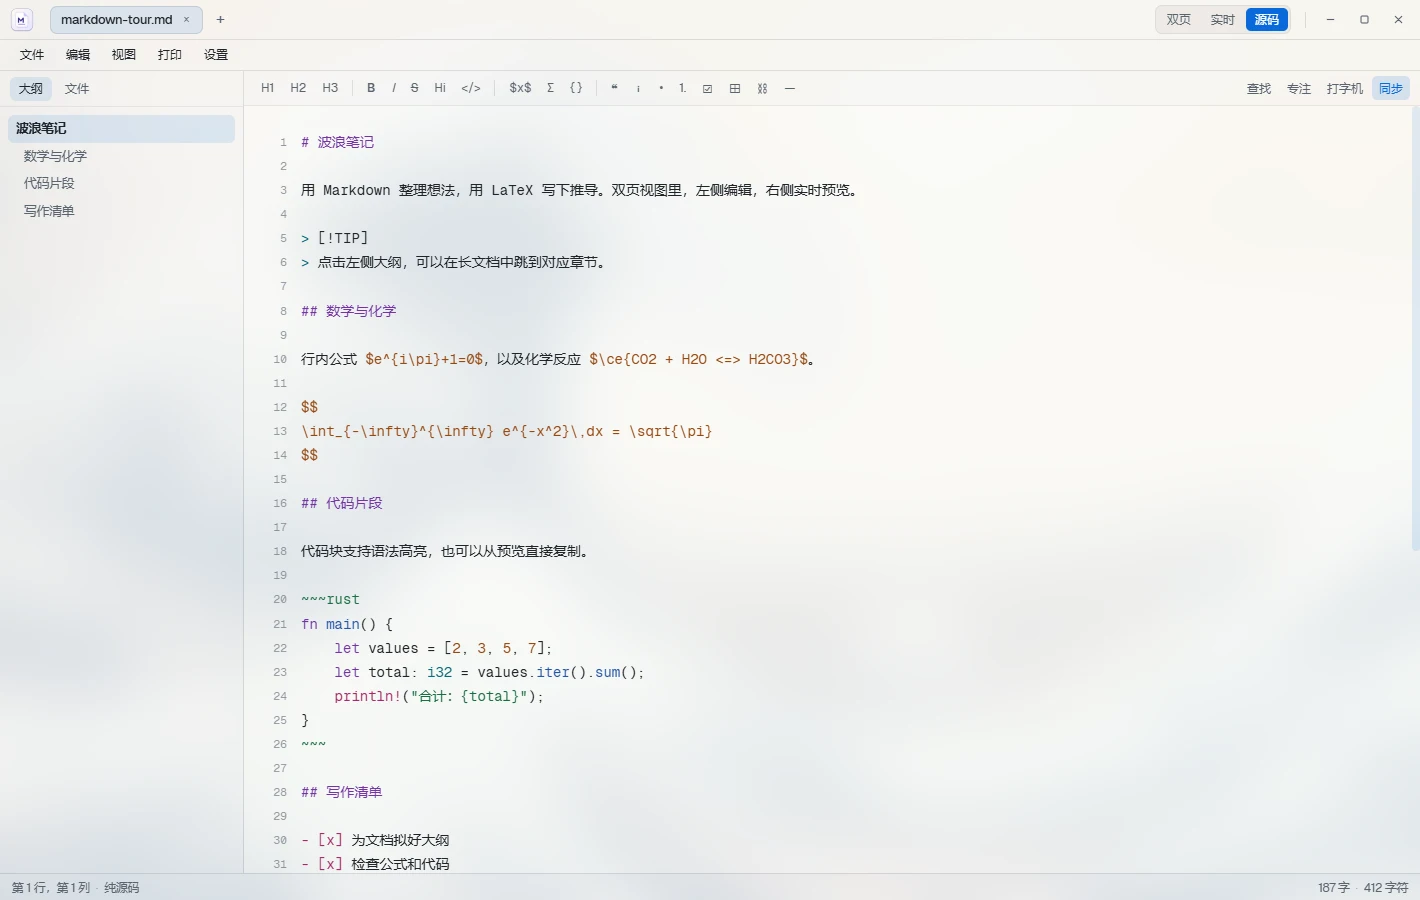 M markdown-tour.md × + 双页 实时 源码
文件 编辑 视图 打印 设置
大纲 文件
H1 H2 H3 B I S Hi </> $x$ Σ {} ❝ i • 1. 查找 专注 打字机 同步
波浪笔记
数学与化学
代码片段
写作清单
1 # 波浪笔记
2
3 用 Markdown 整理想法，用 LaTeX 写下推导。双页视图里，左侧编辑，右侧实时预览。
4
5 > [!TIP]
6 > 点击左侧大纲，可以在长文档中跳到对应章节。
7
8 ## 数学与化学
9
10 行内公式 $e^{i\pi}+1=0$，以及化学反应 $\ce{CO2 + H2O <=> H2CO3}$。
11
12 $$
13 \int_{-\infty}^{\infty} e^{-x^2}\,dx = \sqrt{\pi}
14 $$
15
16 ## 代码片段
17
18 代码块支持语法高亮，也可以从预览直接复制。
19
20 ~~~rust
21 fn main() {
22     let values = [2, 3, 5, 7];
23     let total: i32 = values.iter().sum();
24     println!("合计：{total}");
25 }
26 ~~~
27
28 ## 写作清单
29
30 - [x] 为文档拟好大纲
31 - [x] 检查公式和代码
第 1 行，第 1 列 · 纯源码 187 字 · 412 字符